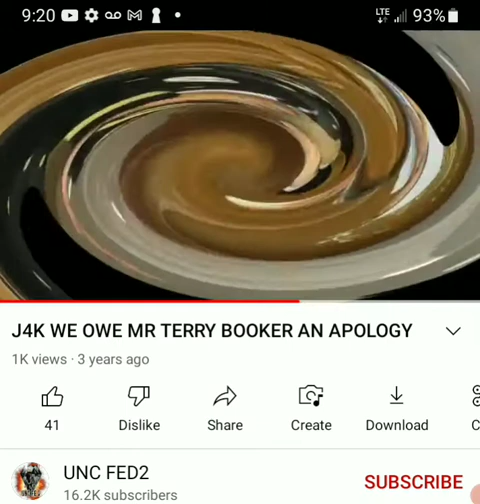 9:20 LTE 93%
J4K WE OWE MR TERRY BOOKER AN APOLOGY
1K views · 3 years ago
41 Dislike Share Create Download C
UNC FED2
16.2K subscribers
SUBSCRIBE